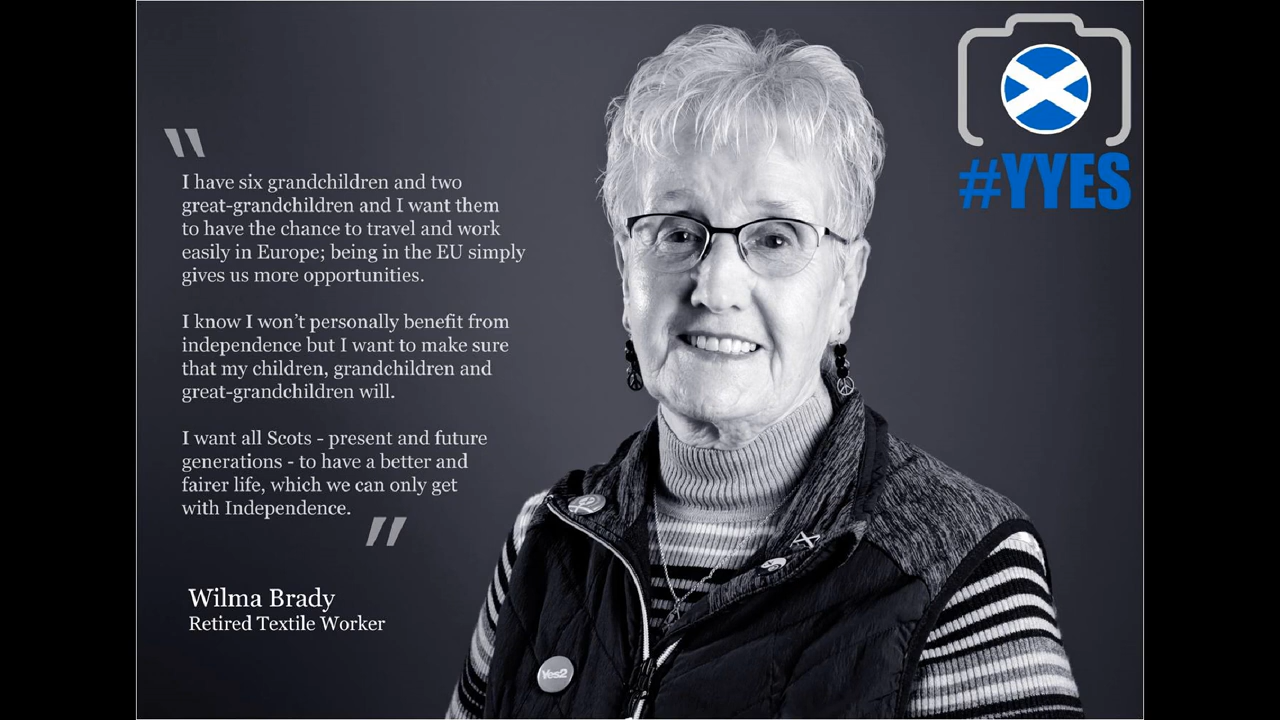 #YYES
"
I have six grandchildren and two
great-grandchildren and I want them
to have the chance to travel and work
easily in Europe; being in the EU simply
gives us more opportunities.
I know I won’t personally benefit from
independence but I want to make sure
that my children, grandchildren and
great-grandchildren will.
I want all Scots - present and future
generations - to have a better and
fairer life, which we can only get
with Independence.
"
Wilma Brady
Retired Textile Worker
Yes2